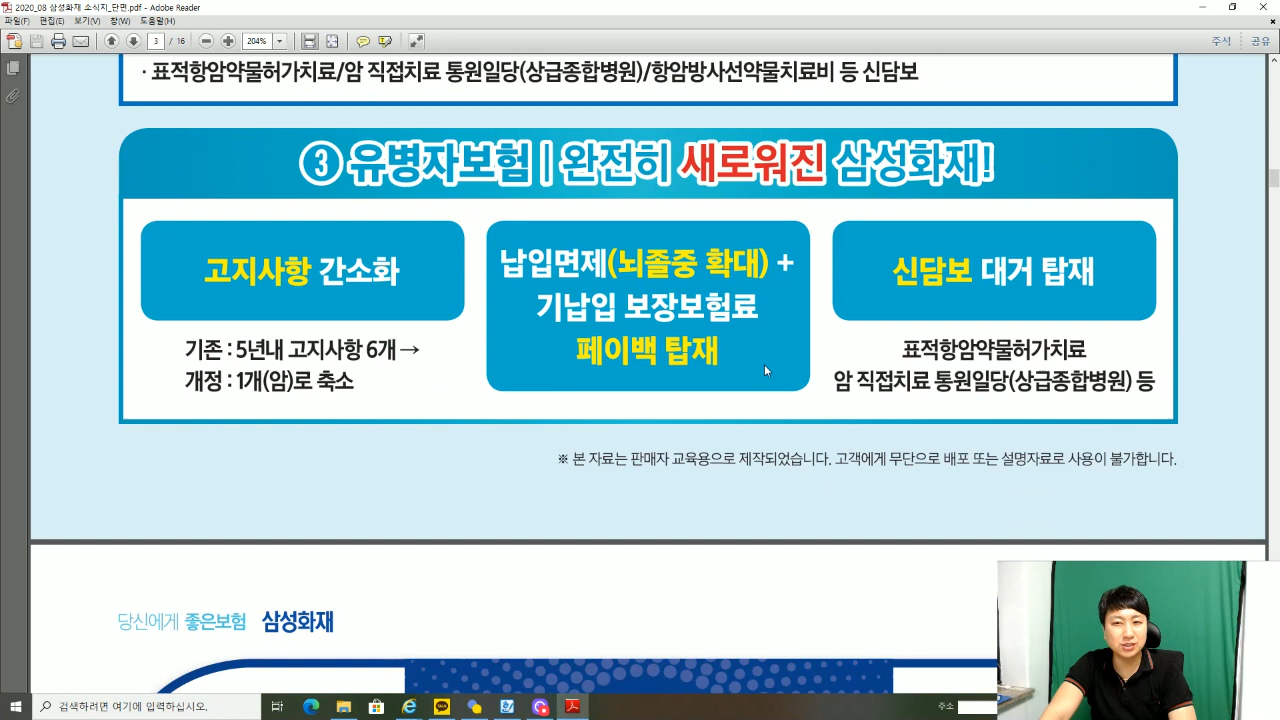 2020_08 삼성화재 소식지_단면.pdf - Adobe Reader
파일(F) 편집(E) 보기(V) 창(W) 도움말(H)
3 / 16 204% 주석 공유
· 표적항암약물허가치료/암 직접치료 통원일당(상급종합병원)/항암방사선약물치료비 등 신담보
③ 유병자보험 | 완전히 새로워진 삼성화재!
고지사항 간소화
기존 : 5년내 고지사항 6개 →
개정 : 1개(암)로 축소
납입면제(뇌졸중 확대) +
기납입 보장보험료
페이백 탑재
신담보 대거 탑재
표적항암약물허가치료
암 직접치료 통원일당(상급종합병원) 등
※ 본 자료는 판매자 교육용으로 제작되었습니다. 고객에게 무단으로 배포 또는 설명자료로 사용이 불가합니다.
당신에게 좋은보험 삼성화재
검색하려면 여기에 입력하십시오.
주소